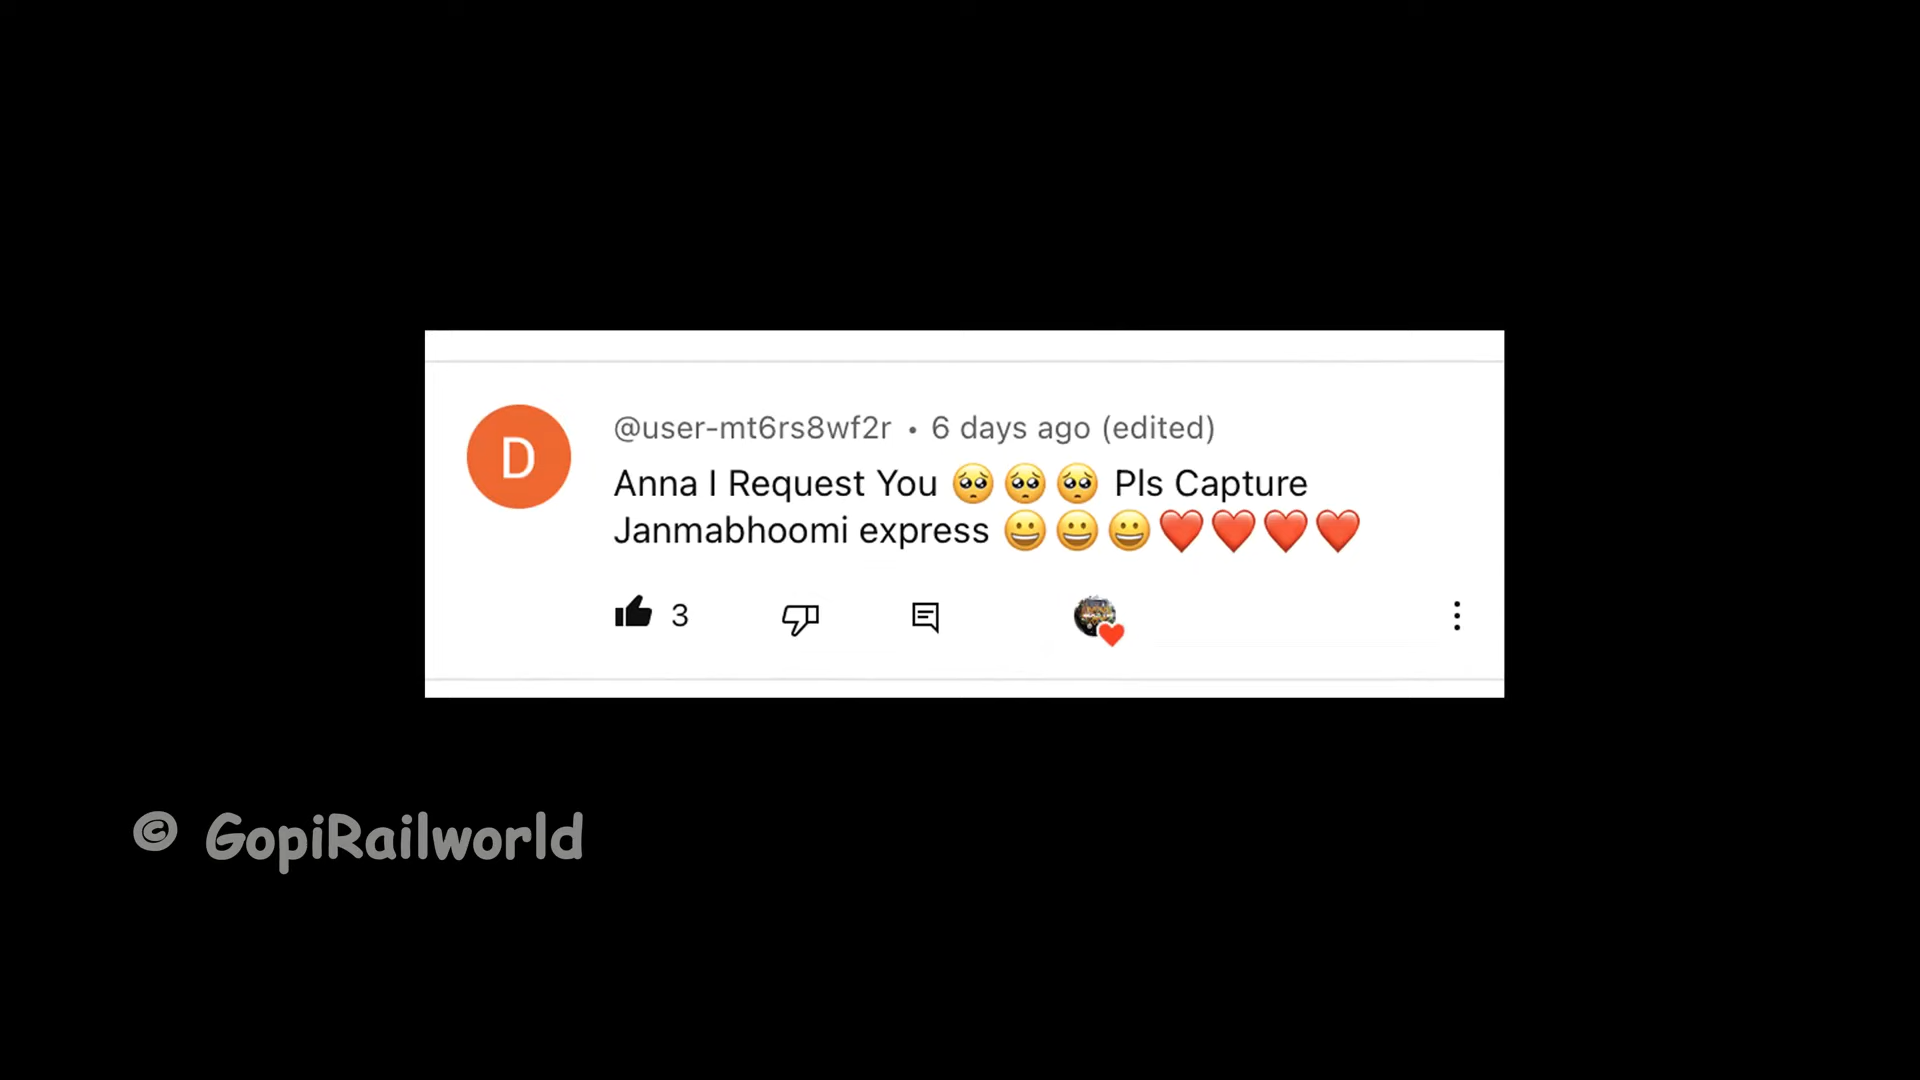 D
@user-mt6rs8wf2r • 6 days ago (edited)
Anna I Request You 🥺🥺🥺 Pls Capture
Janmabhoomi express 😀😀😀❤️❤️❤️❤️
3
© GopiRailworld